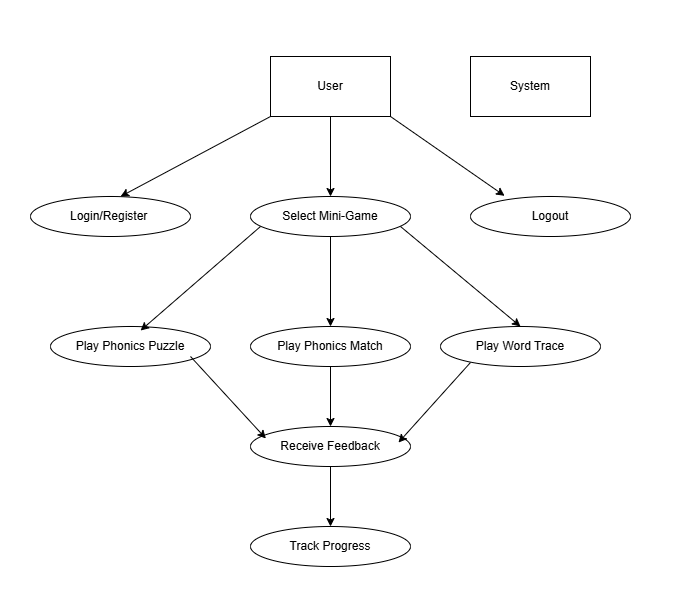 User
System
Login/Register
Select Mini-Game
Logout
Play Phonics Puzzle
Play Phonics Match
Play Word Trace
Receive Feedback
Track Progress